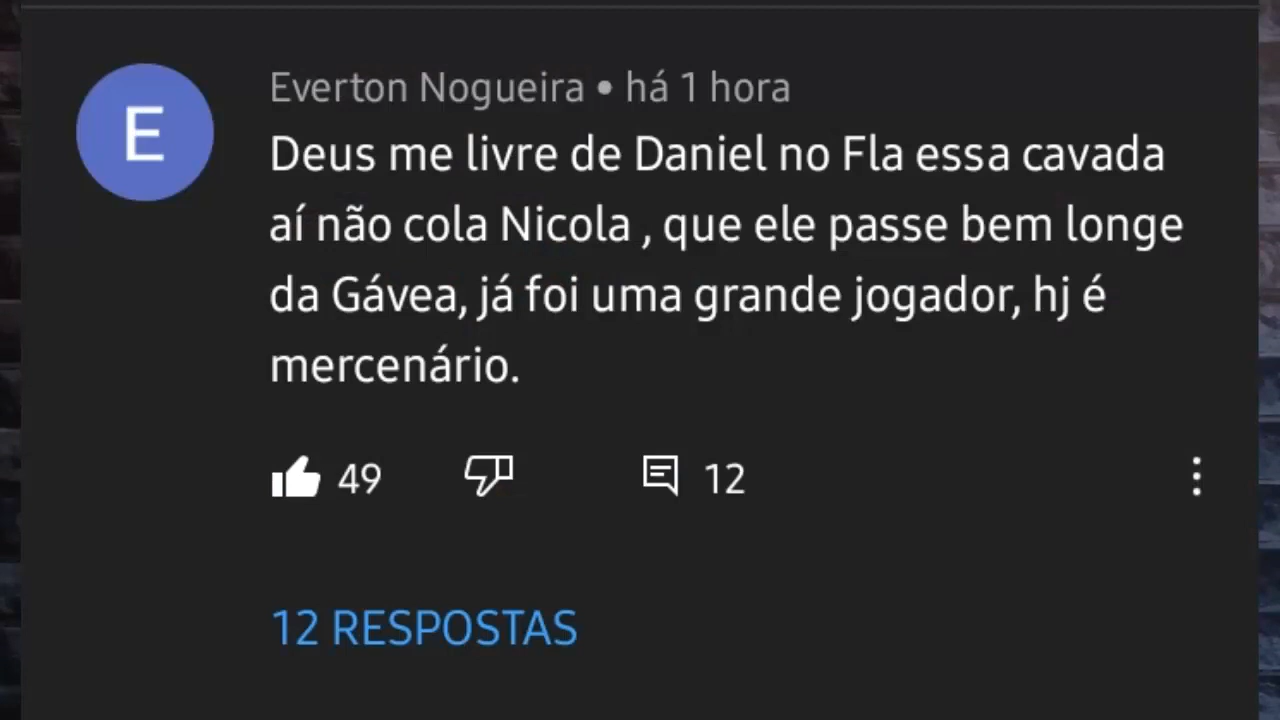 Everton Nogueira • há 1 hora
E
Deus me livre de Daniel no Fla essa cavada
aí não cola Nicola , que ele passe bem longe
da Gávea, já foi uma grande jogador, hj é
mercenário.
49
12
12 RESPOSTAS